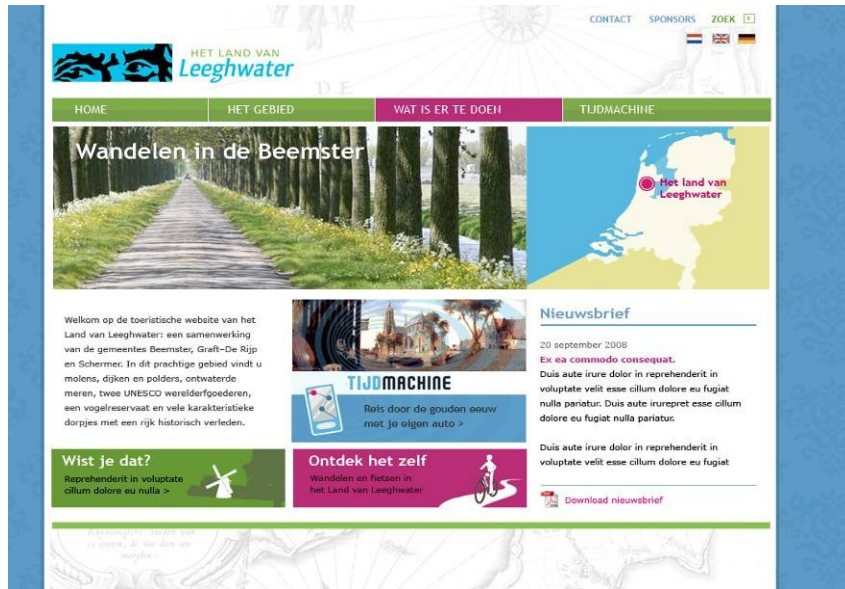 CONTACT SPONSORS ZOEK
HET LAND VAN
Leeghwater
D E
HOME HET GEBIED WAT IS ER TE DOEN TIJDMACHINE
Wandelen in de Beemster
Het land van
Leeghwater
Welkom op de toeristische website van het
Land van Leeghwater: een samenwerking
van de gemeentes Beemster, Graft-De Rijp
en Schermer. In dit prachtige gebied vindt u
molens, dijken en polders, ontwaterde
meren, twee UNESCO werelderfgoederen,
een vogelreservaat en vele karakteristieke
dorpjes met een rijk historisch verleden.
TIJDMACHINE
Reis door de gouden eeuw
met je eigen auto >
Wist je dat?
Reprehenderit in voluptate
cillum dolore eu nulla >
Ontdek het zelf
Wandelen en fietsen in
het Land van Leeghwater
Nieuwsbrief
20 september 2008
Ex ea commodo consequat.
Duis aute irure dolor in reprehenderit in
voluptate velit esse cillum dolore eu fugiat
nulla pariatur. Duis aute irurepret esse cillum
dolore eu fugiat nulla pariatur.
Duis aute irure dolor in reprehenderit in
voluptate velit esse cillum dolore eu fugiat
Download nieuwsbrief